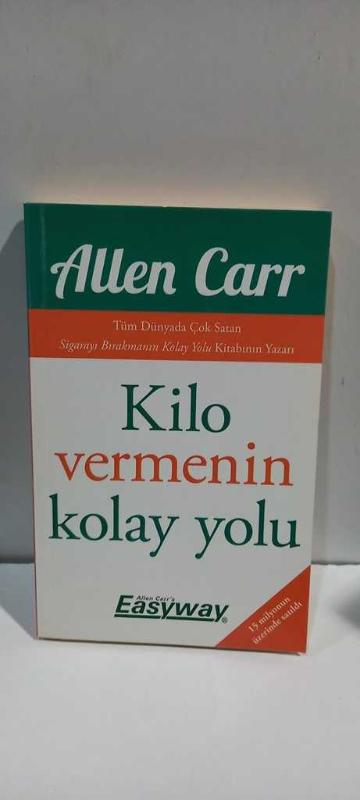 Allen Carr
Tüm Dünyada Çok Satan
Sigarayı Bırakmanın Kolay Yolu Kitabının Yazarı
Kilo
vermenin
kolay yolu
Allen Carr's
Easyway®
15 milyonun
üzerinde satıldı